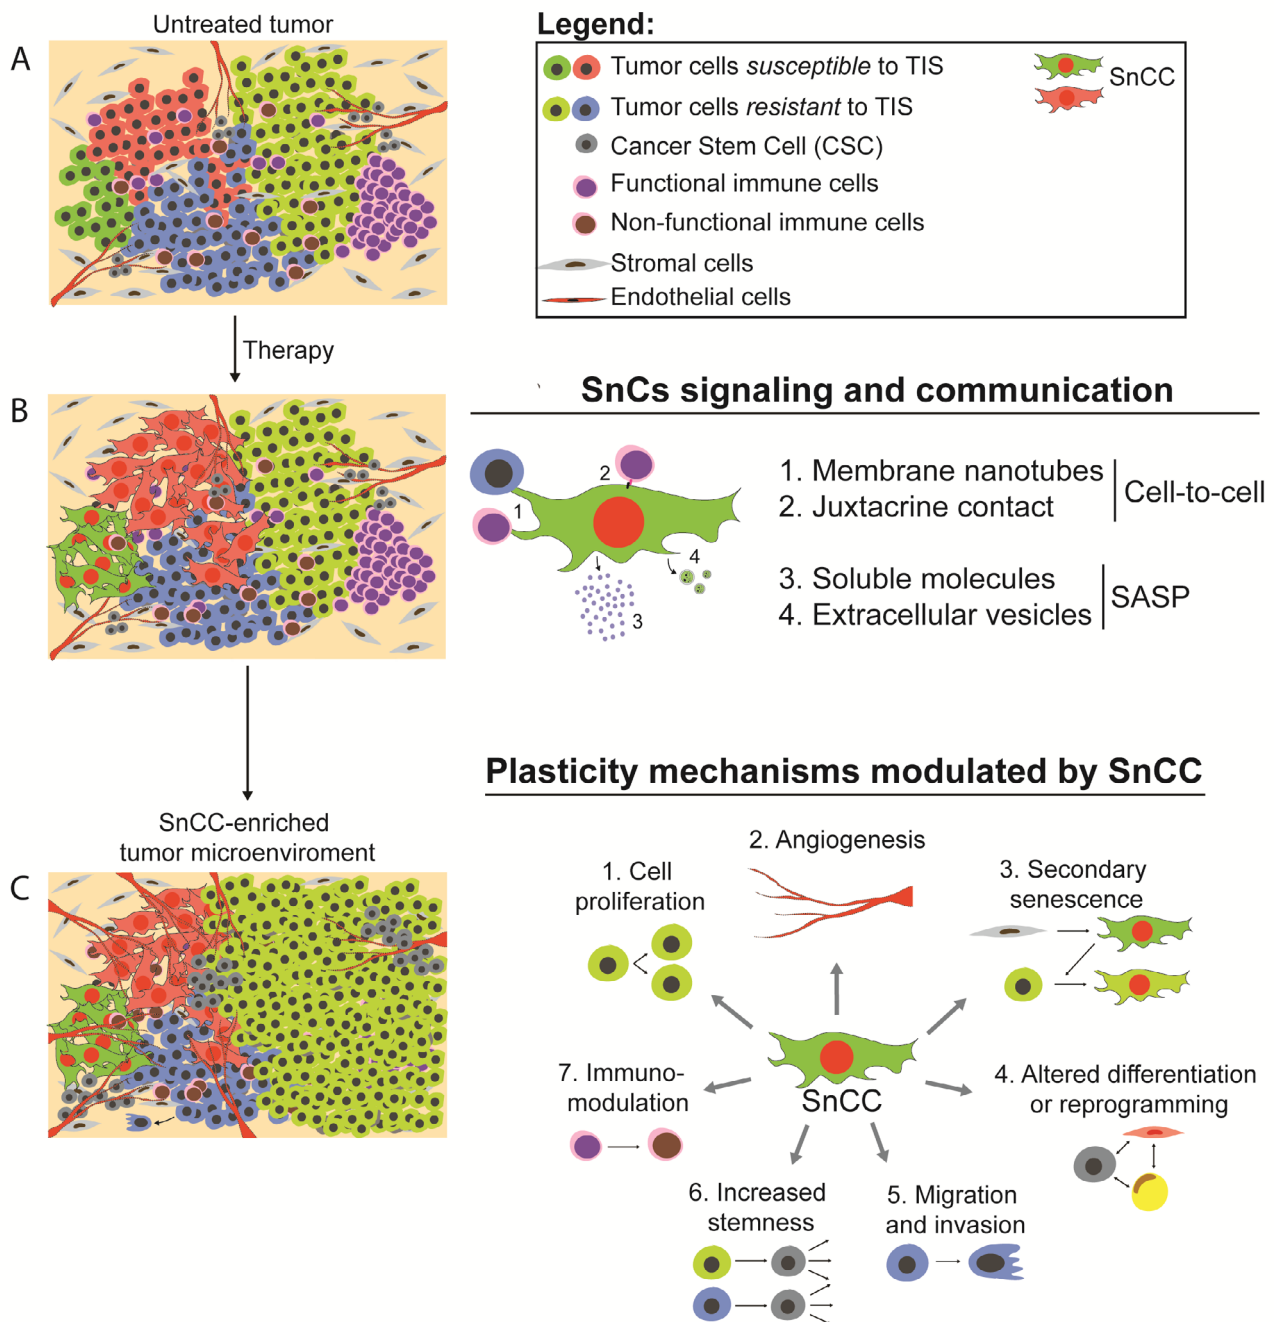 Untreated tumor
A
Legend:
Tumor cells susceptible to TIS
SnCC
Tumor cells resistant to TIS
Cancer Stem Cell (CSC)
Functional immune cells
Non-functional immune cells
Stromal cells
Endothelial cells
Therapy
B
SnCs signaling and communication
1
2
3
4
1. Membrane nanotubes
2. Juxtacrine contact
Cell-to-cell
3. Soluble molecules
4. Extracellular vesicles
SASP
SnCC-enriched
tumor microenviroment
C
Plasticity mechanisms modulated by SnCC
1. Cell
proliferation
2. Angiogenesis
3. Secondary
senescence
4. Altered differentiation
or reprogramming
5. Migration
and invasion
6. Increased
stemness
7. Immuno-
modulation
SnCC